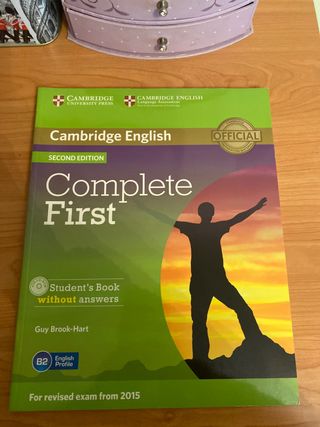 CAMBRIDGE
UNIVERSITY PRESS
CAMBRIDGE ENGLISH
Language Assessment
Cambridge English
OFFICIAL
SECOND EDITION
Complete
First
Student's Book
without answers
Guy Brook-Hart
B2
English
Profile
For revised exam from 2015